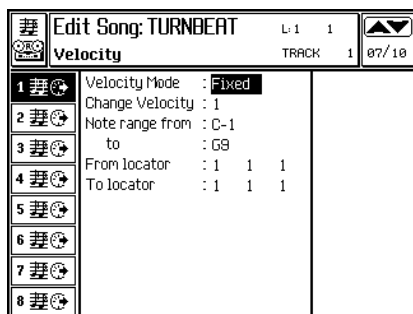 Edit Song: TURNBEAT L: 1 1
ORO
Velocity TRACK 1 07/10
1 Velocity Mode : Fixed
Change Velocity : 1
2 Note range from : C-1
3 to : G9
From locator : 1 1 1
4 To locator : 1 1 1
5
6
7
8